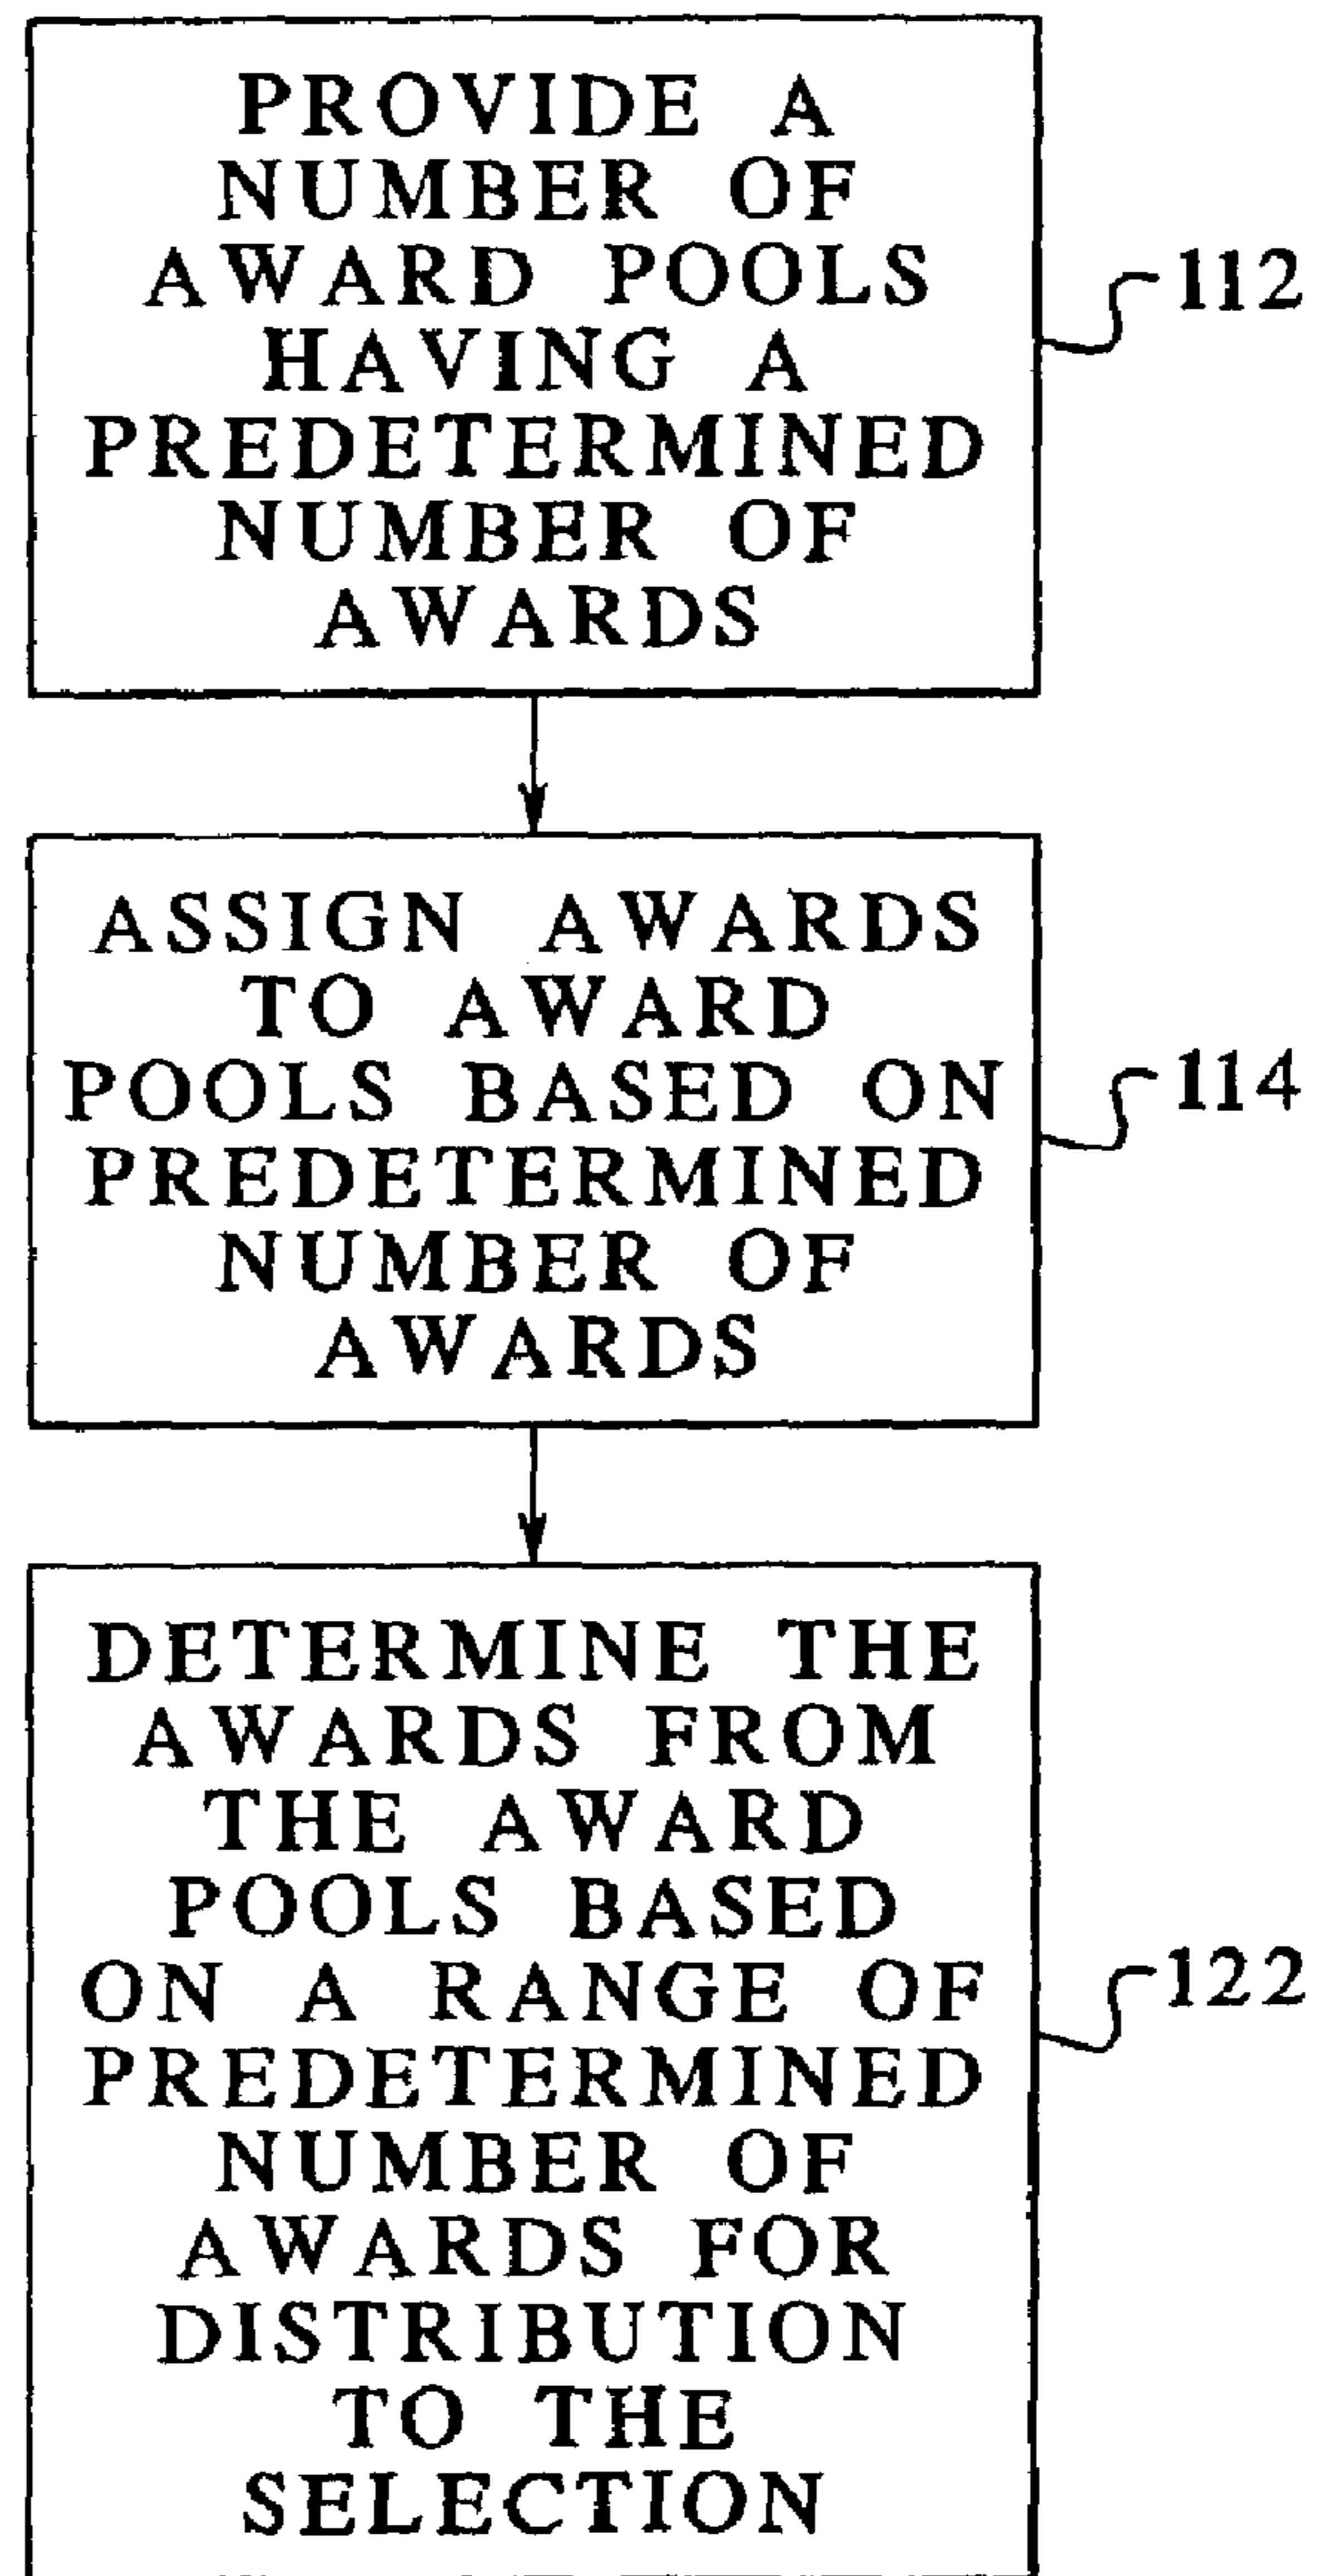 PROVIDE A
NUMBER OF
AWARD POOLS
HAVING A
PREDETERMINED
NUMBER OF
AWARDS
112
ASSIGN AWARDS
TO AWARD
POOLS BASED ON
PREDETERMINED
NUMBER OF
AWARDS
114
DETERMINE THE
AWARDS FROM
THE AWARD
POOLS BASED
ON A RANGE OF
PREDETERMINED
NUMBER OF
AWARDS FOR
DISTRIBUTION
TO THE
SELECTION
122